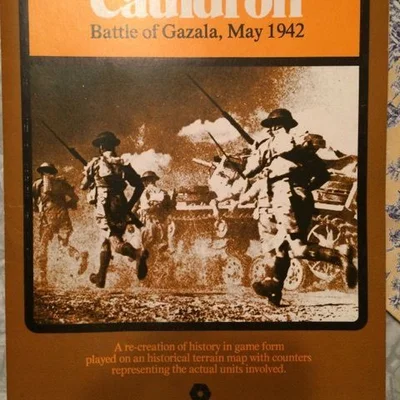 Cauldron
Battle of Gazala, May 1942
A re-creation of history in game form
played on an historical terrain map with counters
representing the actual units involved.